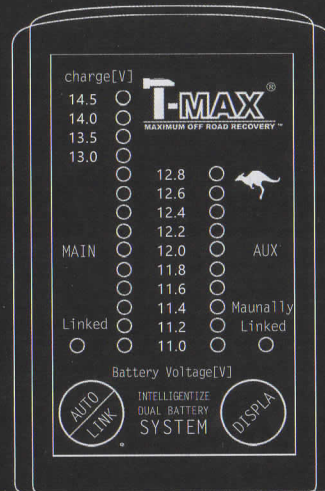 charge[V]
14.5
14.0
13.5
13.0
T-MAX®
MAXIMUM OFF ROAD RECOVERY ™
12.8
12.6
12.4
12.2
MAIN 12.0 AUX
11.8
11.6
11.4 Maunally
Linked 11.2 Linked
11.0
Battery Voltage[V]
AUTO
LINK
INTELLIGENTIZE
DUAL BATTERY
SYSTEM
DISPLA